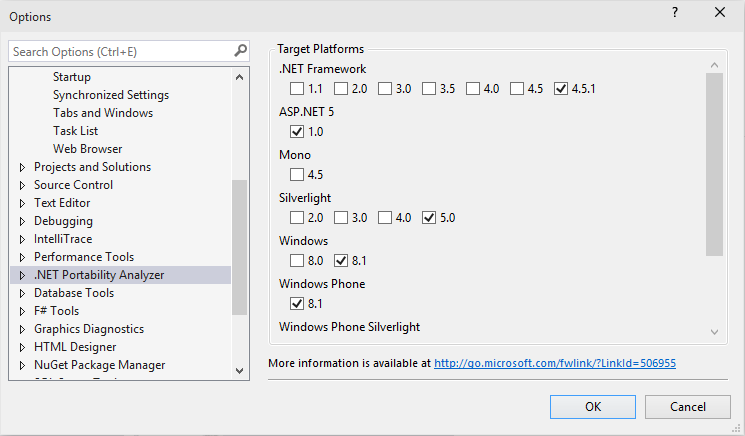 Options
?
Search Options (Ctrl+E)
Startup
Synchronized Settings
Tabs and Windows
Task List
Web Browser
Projects and Solutions
Source Control
Text Editor
Debugging
IntelliTrace
Performance Tools
.NET Portability Analyzer
Database Tools
F# Tools
Graphics Diagnostics
HTML Designer
NuGet Package Manager
Target Platforms
.NET Framework
1.1 2.0 3.0 3.5 4.0 4.5 4.5.1
ASP.NET 5
1.0
Mono
4.5
Silverlight
2.0 3.0 4.0 5.0
Windows
8.0 8.1
Windows Phone
8.1
Windows Phone Silverlight
More information is available at http://go.microsoft.com/fwlink/?LinkId=506955
OK Cancel